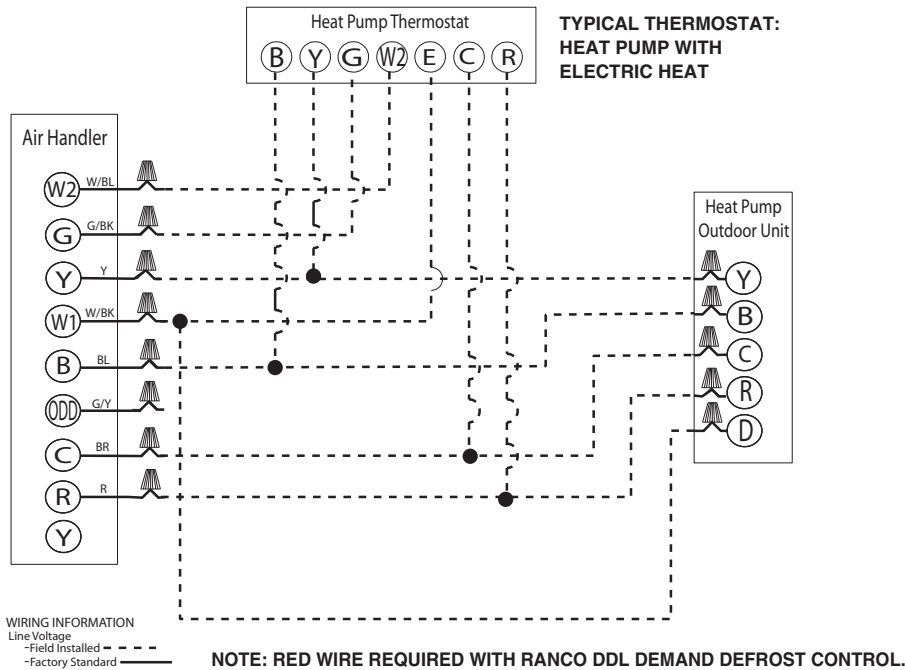 Heat Pump Thermostat
B Y G W2 E C R
TYPICAL THERMOSTAT:
HEAT PUMP WITH
ELECTRIC HEAT
Air Handler
W2 W/BL
G G/BK
Y Y
W1 W/BK
B BL
ODD G/Y
C BR
R R
Y
Heat Pump
Outdoor Unit
Y
B
C
R
D
WIRING INFORMATION
Line Voltage
-Field Installed
-Factory Standard
NOTE: RED WIRE REQUIRED WITH RANCO DDL DEMAND DEFROST CONTROL.